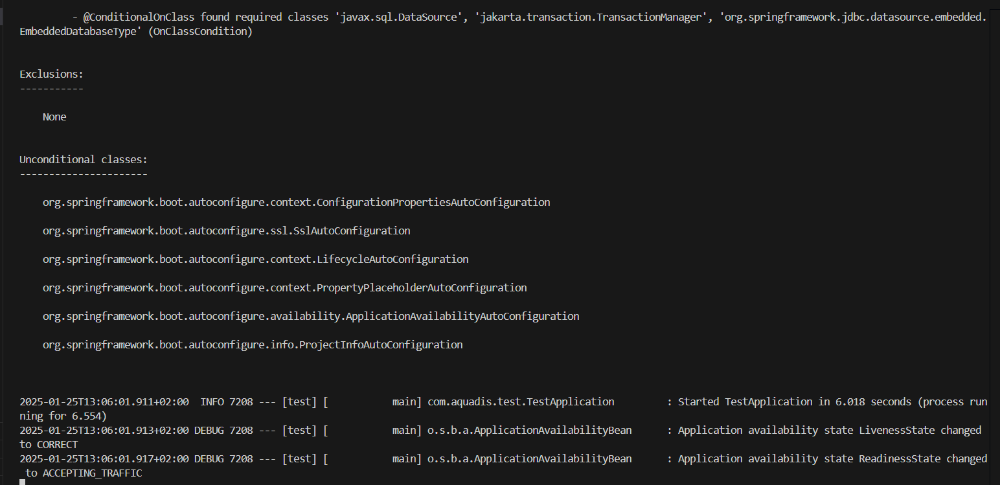 - @ConditionalOnClass found required classes 'javax.sql.DataSource', 'jakarta.transaction.TransactionManager', 'org.springframework.jdbc.datasource.embedded.
EmbeddedDatabaseType' (OnClassCondition)
Exclusions:
-----------
None
Unconditional classes:
----------------------
org.springframework.boot.autoconfigure.context.ConfigurationPropertiesAutoConfiguration
org.springframework.boot.autoconfigure.ssl.SslAutoConfiguration
org.springframework.boot.autoconfigure.context.LifecycleAutoConfiguration
org.springframework.boot.autoconfigure.context.PropertyPlaceholderAutoConfiguration
org.springframework.boot.autoconfigure.availability.ApplicationAvailabilityAutoConfiguration
org.springframework.boot.autoconfigure.info.ProjectInfoAutoConfiguration
2025-01-25T13:06:01.911+02:00  INFO 7208 --- [test] [           main] com.aquadis.test.TestApplication         : Started TestApplication in 6.018 seconds (process run
ning for 6.554)
2025-01-25T13:06:01.913+02:00 DEBUG 7208 --- [test] [           main] o.s.b.a.ApplicationAvailabilityBean      : Application availability state LivenessState changed
to CORRECT
2025-01-25T13:06:01.917+02:00 DEBUG 7208 --- [test] [           main] o.s.b.a.ApplicationAvailabilityBean      : Application availability state ReadinessState changed
to ACCEPTING_TRAFFIC